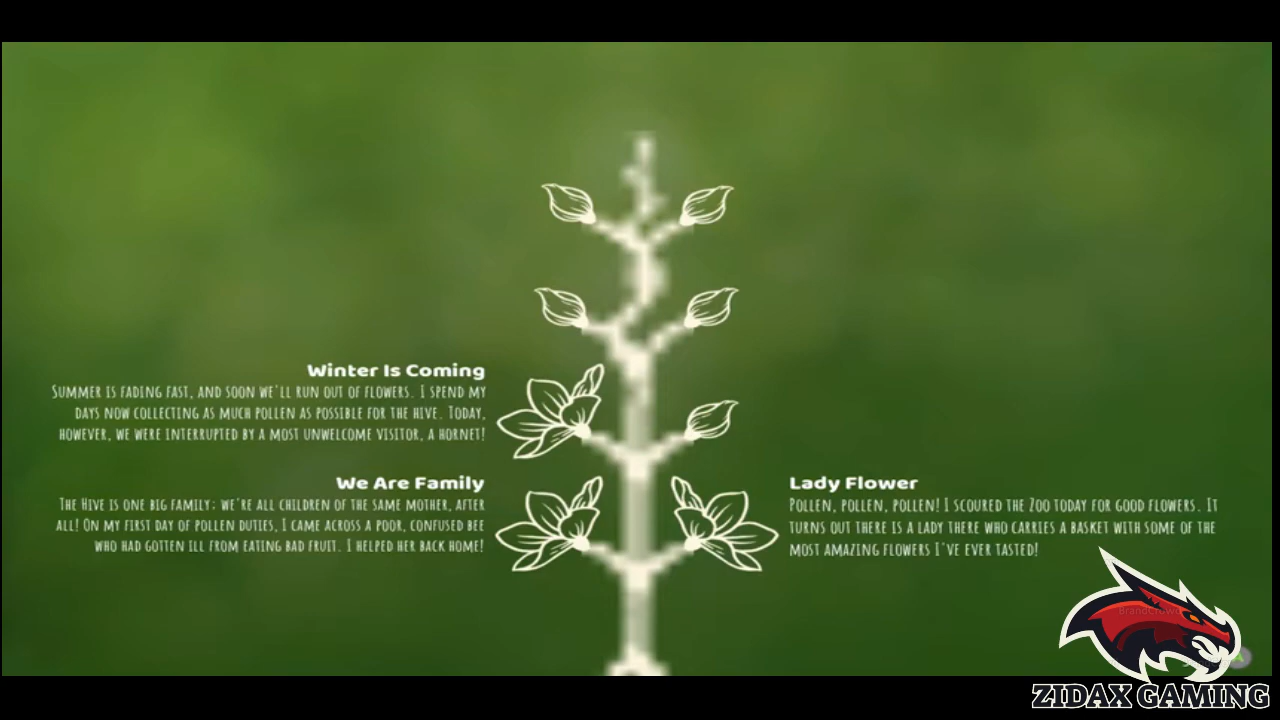 Winter Is Coming
Summer is fading fast, and soon we'll run out of flowers. I spend my
days now collecting as much pollen as possible for the hive. Today,
however, we were interrupted by a most unwelcome visitor, a hornet!
We Are Family
The Hive is one big family; we're all children of the same mother, after
all! On my first day of pollen duties, I came across a poor, confused bee
who had gotten ill from eating bad fruit. I helped her back home!
Lady Flower
Pollen, pollen, pollen! I scoured the Zoo today for good flowers. It
turns out there is a lady there who carries a basket with some of the
most amazing flowers I've ever tasted!
BrandCrowd
ZIDAX GAMING